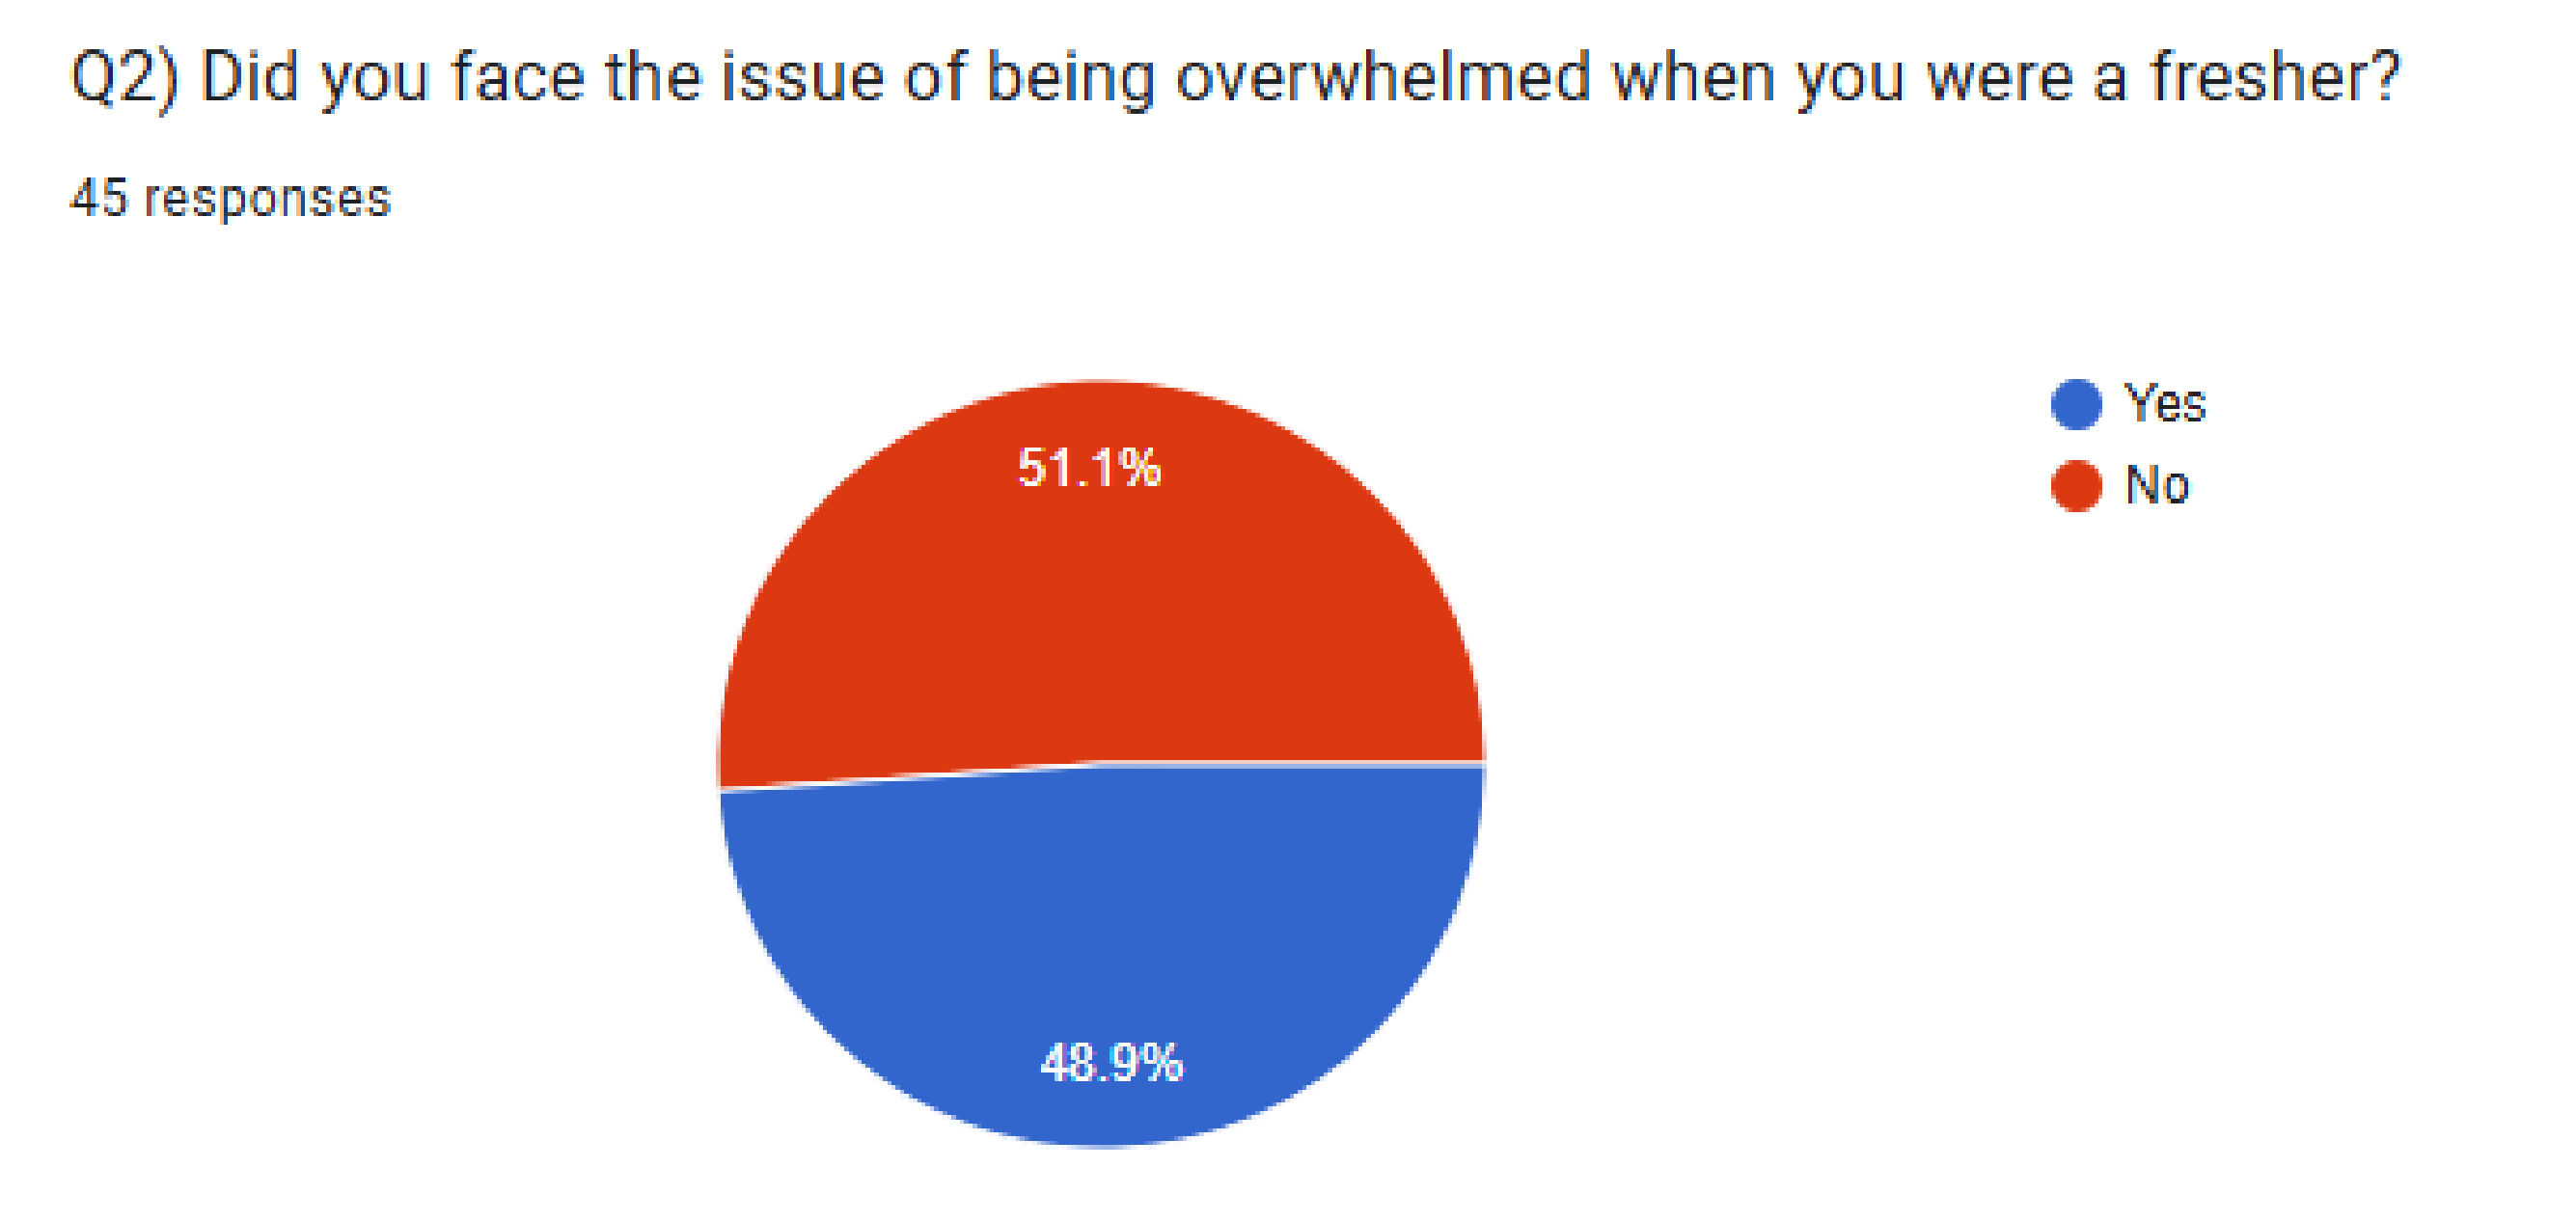 Q2) Did you face the issue of being overwhelmed when you were a fresher?
45 responses
Yes
No
51.1%
48.9%